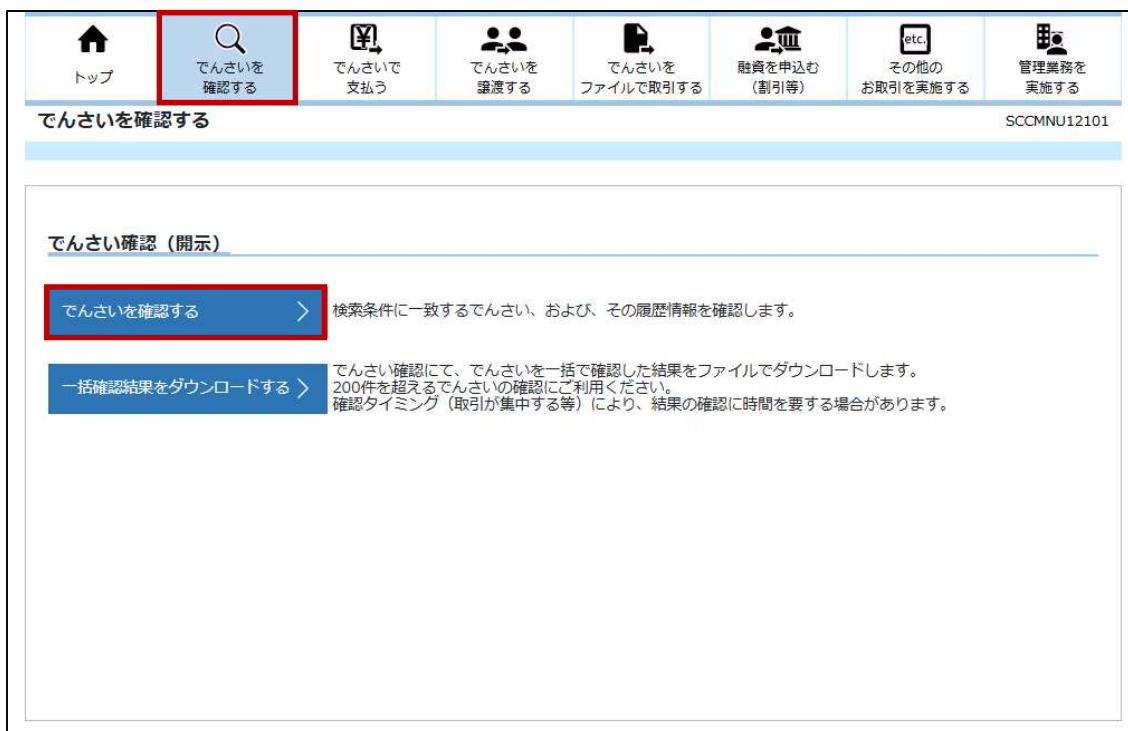 トップ
でんさいを
確認する
でんさいで
支払う
でんさいを
譲渡する
でんさいを
ファイルで取引する
融資を申込む
(割引等)
etc.
その他の
お取引を実施する
管理業務を
実施する
でんさいを確認する
SCCMNU12101
でんさい確認（開示）
でんさいを確認する
検索条件に一致するでんさい、および、その履歴情報を確認します。
一括確認結果をダウンロードする
でんさい確認にて、でんさいを一括で確認した結果をファイルでダウンロードします。
200件を超えるでんさいの確認にご利用ください。
確認タイミング（取引が集中する等）により、結果の確認に時間を要する場合があります。